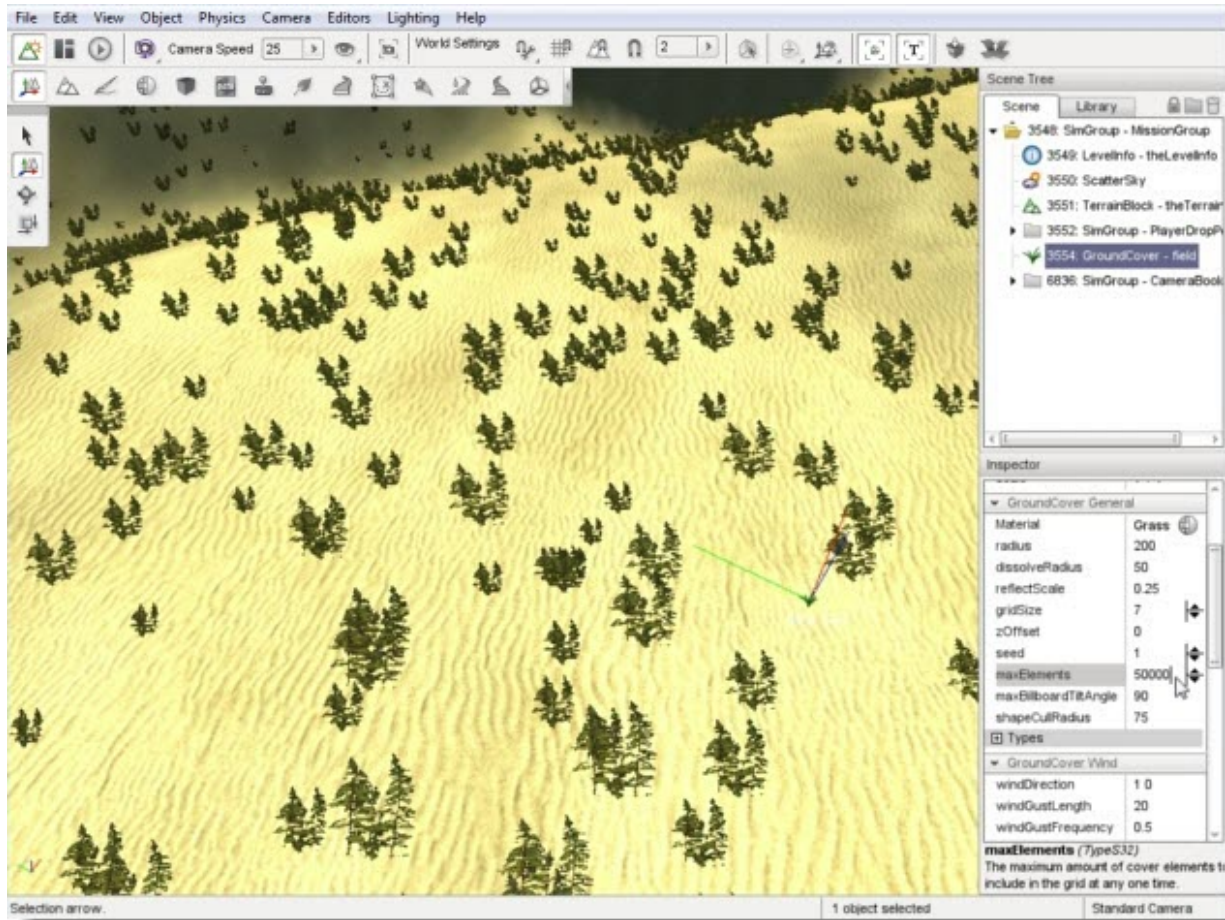 File Edit View Object Physics Camera Editors Lighting Help
Camera Speed 25 World Settings 2
Scene Tree
Scene Library
3548: SimGroup - MissionGroup
3549: LevelInfo - theLevelInfo
3550: ScatterSky
3551: TerrainBlock - theTerrain
3552: SimGroup - PlayerDropP
3554: GroundCover - field
6836: SimGroup - CameraBook
Inspector
GroundCover General
Material Grass
radius 200
dissolveRadius 50
reflectScale 0.25
gridSize 7
zOffset 0
seed 1
maxElements 50000
maxBillboardTiltAngle 90
shapeCullRadius 75
Types
GroundCover Wind
windDirection 1 0
windGustLength 20
windGustFrequency 0.5
maxElements (TypeS32)
The maximum amount of cover elements to
include in the grid at any one time.
Selection arrow. 1 object selected Standard Camera